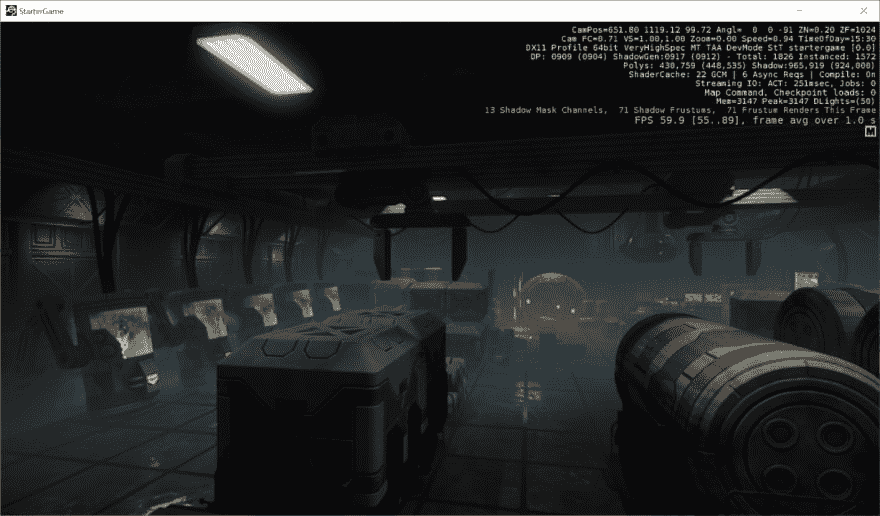 StarterGame
CamPos=651.80 1119.12 99.72 Angl=  0  0 -91 ZN=0.20 ZF=1024
Cam FC=0.71 VS=1.00,1.00 Zoom=0.00 Speed=0.94 TimeOfDay=15:30
DX11 Profile 64bit VeryHighSpec MT TAA DevMode StT startergame [0.0]
DP: 0909 (0904) ShadowGen:0917 (0912) - Total: 1826 Instanced: 1572
Polys: 430,759 (448,535) Shadow:965,919 (924,000)
ShaderCache: 22 GCM | 6 Async Reqs | Compile: On
Streaming IO: ACT: 251msec, Jobs: 0
Map Command, Checkpoint loads: 0
Mem=3147 Peak=3147 DLights=(50)
13 Shadow Mask Channels,  71 Shadow Frustums,  71 Frustum Renders This Frame
FPS 59.9 [55..89], frame avg over 1.0 s
M